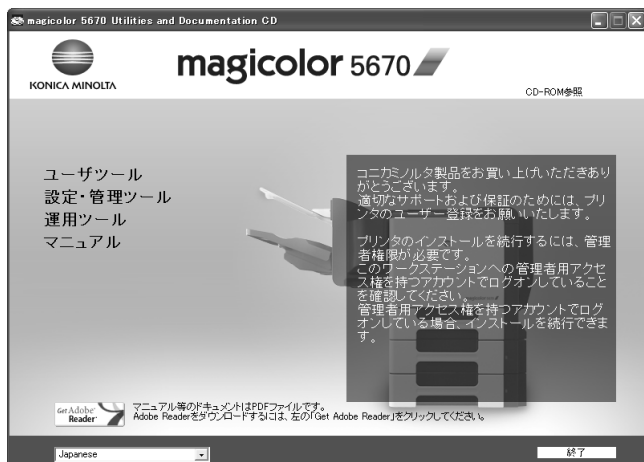 magicolor 5670 Utilities and Documentation CD
KONICA MINOLTA
magicolor 5670
CD-ROM参照
ユーザツール
設定・管理ツール
運用ツール
マニュアル
コニカミノルタ製品をお買い上げいただきあり
がとうございます。
適切なサポートおよび保証のためには、プリ
ンタのユーザー登録をお願いいたします。
プリンタのインストールを続行するには、管理
者権限が必要です。
このワークステーションへの管理者用アクセ
ス権を持つアカウントでログオンしていること
を確認してください。
管理者用アクセス権を持つアカウントでログ
オンしている場合、インストールを続行できま
す。
Get Adobe
Reader
マニュアル等のドキュメントはPDFファイルです。
Adobe Readerをダウンロードするには、左の「Get Adobe Reader」をクリックしてください。
Japanese
終了